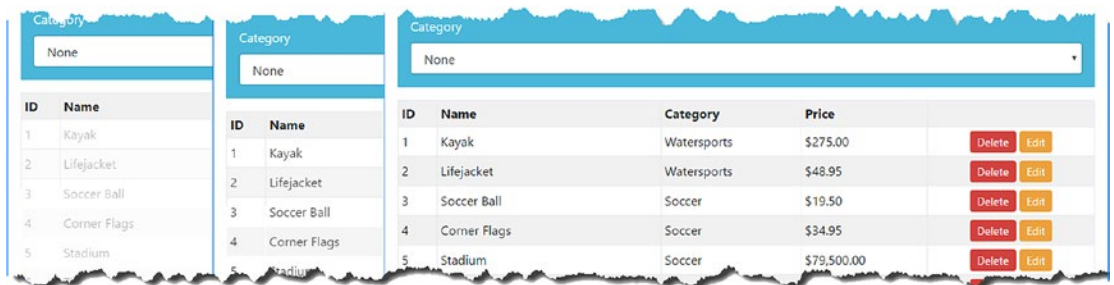 Category
None
ID Name
1 Kayak
2 Lifejacket
3 Soccer Ball
4 Corner Flags
5 Stadium
Category
None
ID Name
1 Kayak
2 Lifejacket
3 Soccer Ball
4 Corner Flags
5 Stadium
Category
None
ID Name Category Price
1 Kayak Watersports $275.00 Delete Edit
2 Lifejacket Watersports $48.95 Delete Edit
3 Soccer Ball Soccer $19.50 Delete Edit
4 Corner Flags Soccer $34.95 Delete Edit
5 Stadium Soccer $79,500.00 Delete Edit